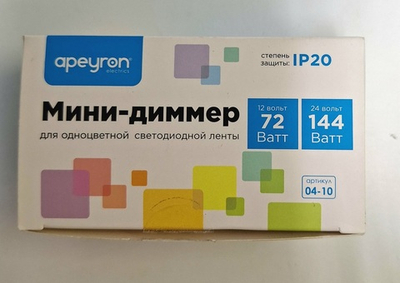 apeyron
electrics
степень
защиты: IP20
Мини-диммер
для одноцветной светодиодной ленты
12 вольт
72
Ватт
24 вольт
144
Ватт
артикул
04-10